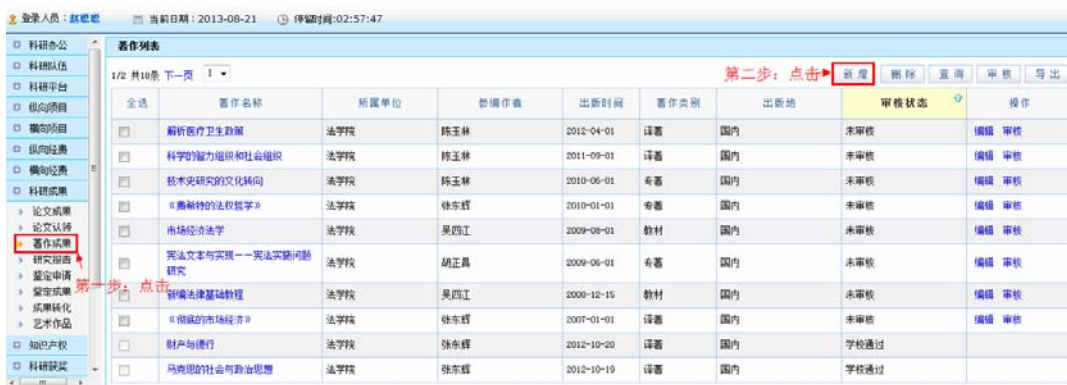 登录人员：赵聪聪 当前日期：2013-08-21 停留时间:02:57:47
科研办公
科研队伍
科研平台
纵向项目
横向项目
纵向经费
横向经费
科研成果
论文成果
论文认领
著作成果
研究报告
鉴定申请
鉴定成果
成果转化
艺术作品
知识产权
科研获奖
第一步：点击
著作列表
1/2 共18条 下一页 1
第二步：点击 新增 删除 查询 审核 导出
全选 著作名称 所属单位 参编作者 出版时间 著作类别 出版地 审核状态 操作
解析医疗卫生政策 法学院 陈玉林 2012-04-01 译著 国内 未审核 编辑 审核
科学的智力组织和社会组织 法学院 陈玉林 2011-09-01 译著 国内 未审核 编辑 审核
技术史研究的文化转向 法学院 陈玉林 2010-06-01 专著 国内 未审核 编辑 审核
《费希特的法权哲学》 法学院 张东辉 2010-01-01 专著 国内 未审核 编辑 审核
市场经济法学 法学院 吴四江 2009-08-01 教材 国内 未审核 编辑 审核
宪法文本与实现——宪法实施问题
研究 法学院 胡正昌 2009-06-01 专著 国内 未审核 编辑 审核
新编法律基础教程 法学院 吴四江 2008-12-15 教材 国内 未审核 编辑 审核
《彻底的市场经济》 法学院 张东辉 2007-01-01 译著 国内 未审核 编辑 审核
财产与德行 法学院 张东辉 2012-10-20 译著 国内 学校通过
马克思的社会与政治思想 法学院 张东辉 2012-10-19 译著 国内 学校通过